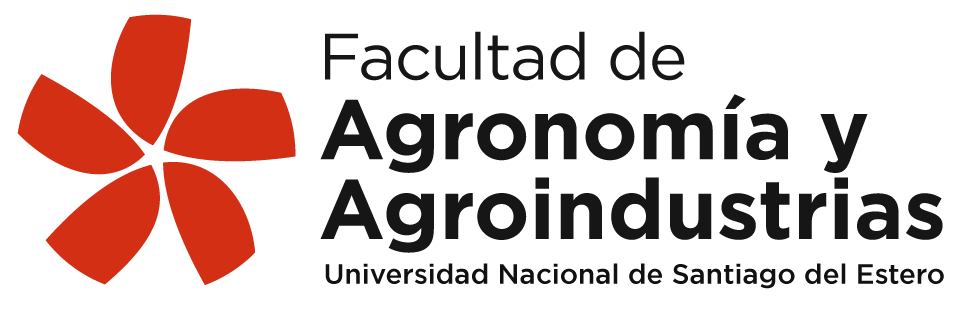 Facultad de
Agronomía y
Agroindustrias
Universidad Nacional de Santiago del Estero